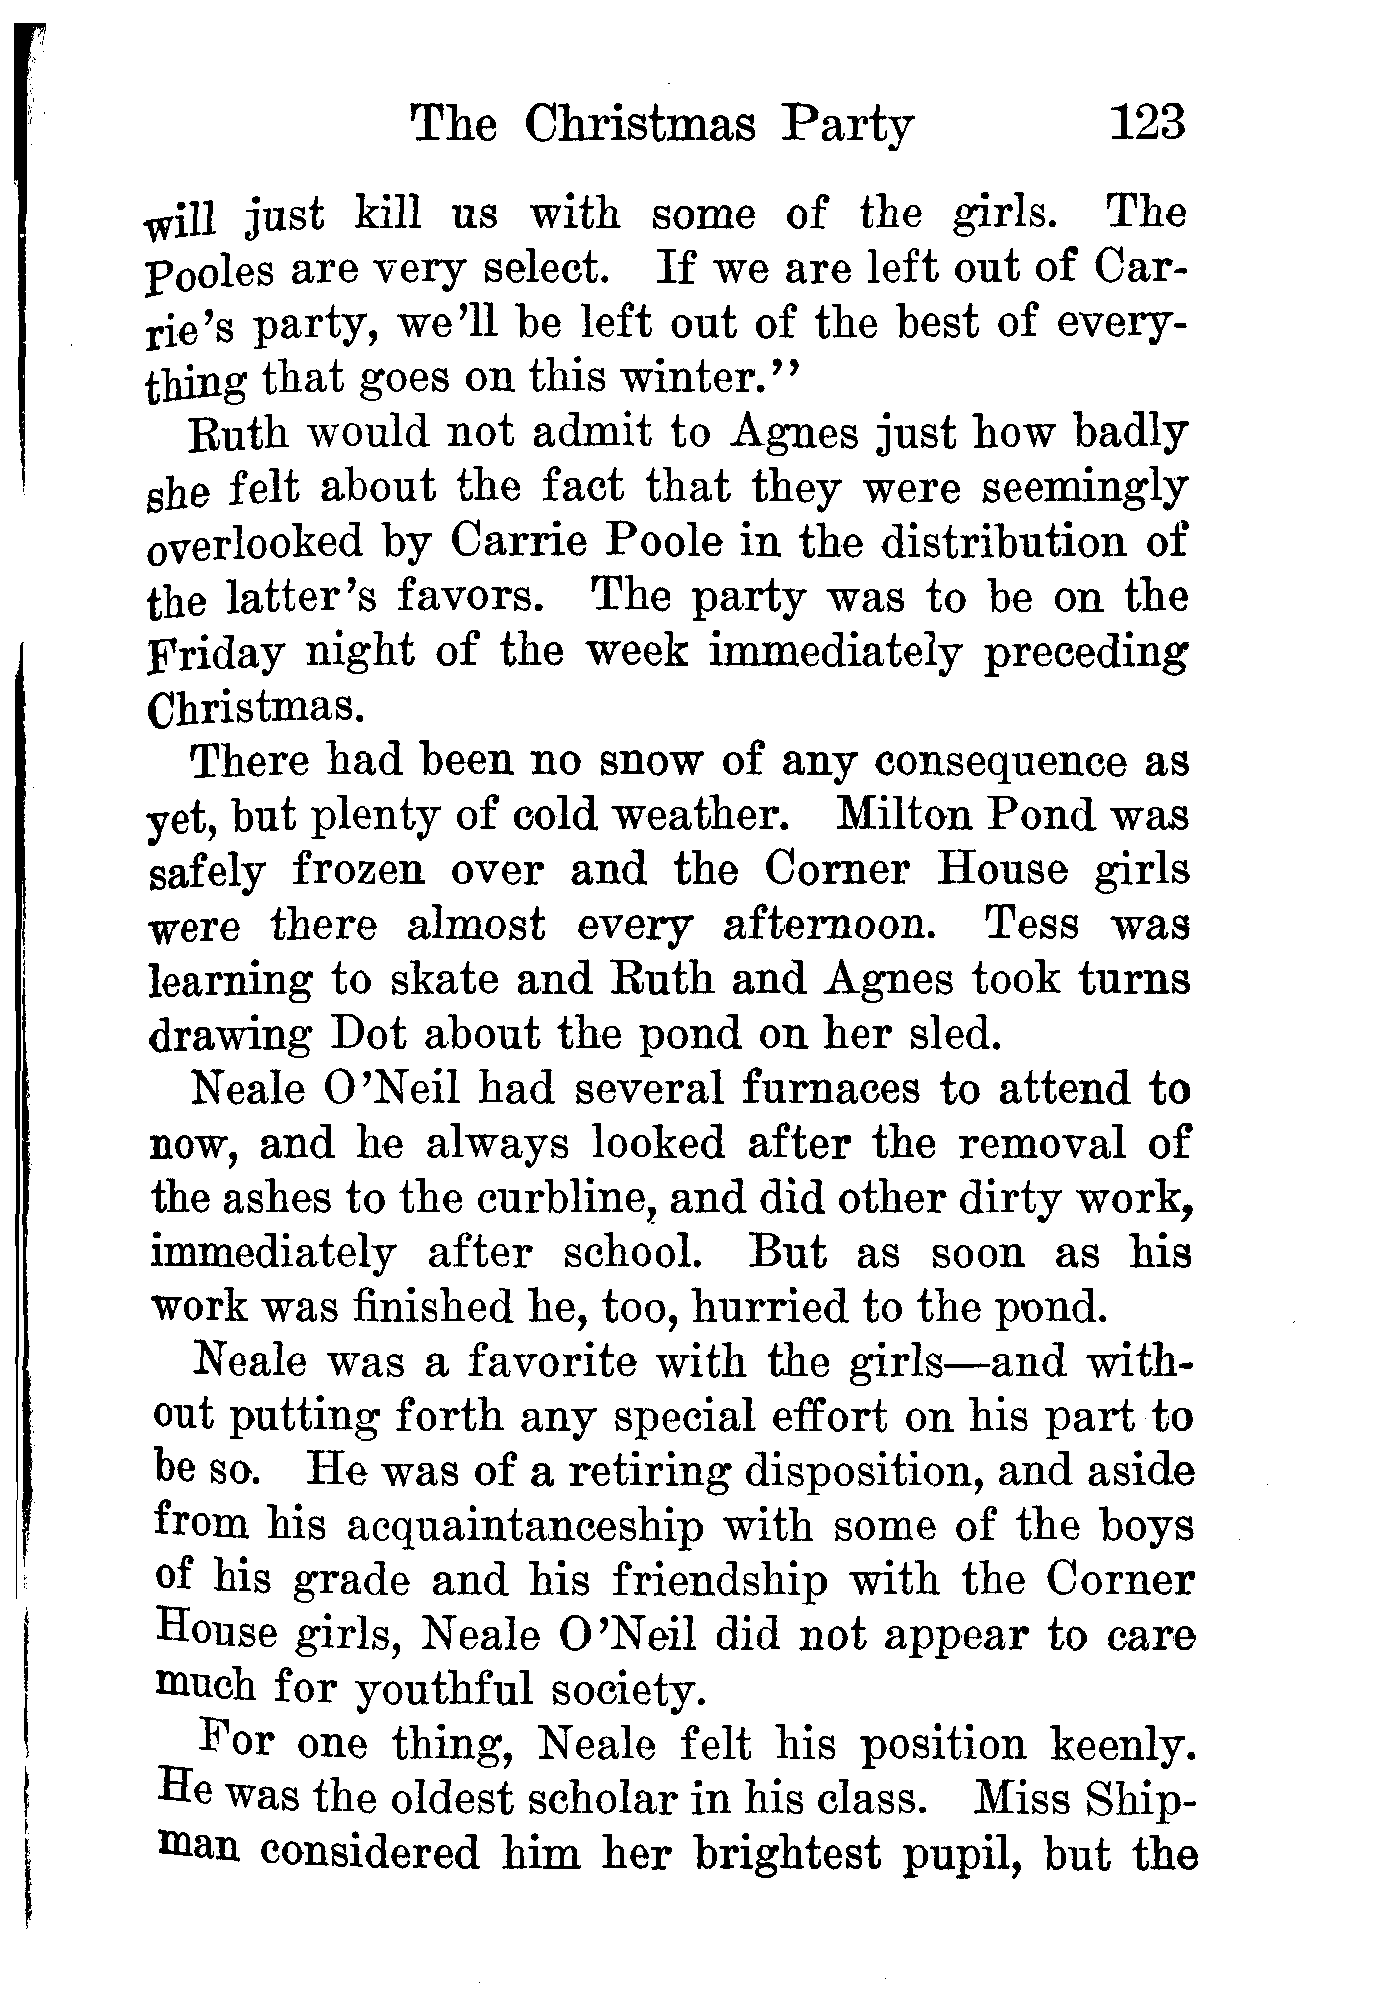 The Christmas Party 123
will just kill us with some of the girls. The
Pooles are very select. If we are left out of Car-
rie's party, we'll be left out of the best of every-
thing that goes on this winter."
Ruth would not admit to Agnes just how badly
she felt about the fact that they were seemingly
overlooked by Carrie Poole in the distribution of
the latter's favors. The party was to be on the
Friday night of the week immediately preceding
Christmas.
There had been no snow of any consequence as
yet, but plenty of cold weather. Milton Pond was
safely frozen over and the Corner House girls
were there almost every afternoon. Tess was
learning to skate and Ruth and Agnes took turns
drawing Dot about the pond on her sled.
Neale O'Neil had several furnaces to attend to
now, and he always looked after the removal of
the ashes to the curbline, and did other dirty work,
immediately after school. But as soon as his
work was finished he, too, hurried to the pond.
Neale was a favorite with the girls—and with-
out putting forth any special effort on his part to
be so. He was of a retiring disposition, and aside
from his acquaintanceship with some of the boys
of his grade and his friendship with the Corner
House girls, Neale O'Neil did not appear to care
much for youthful society.
For one thing, Neale felt his position keenly.
He was the oldest scholar in his class. Miss Ship-
man considered him her brightest pupil, but the